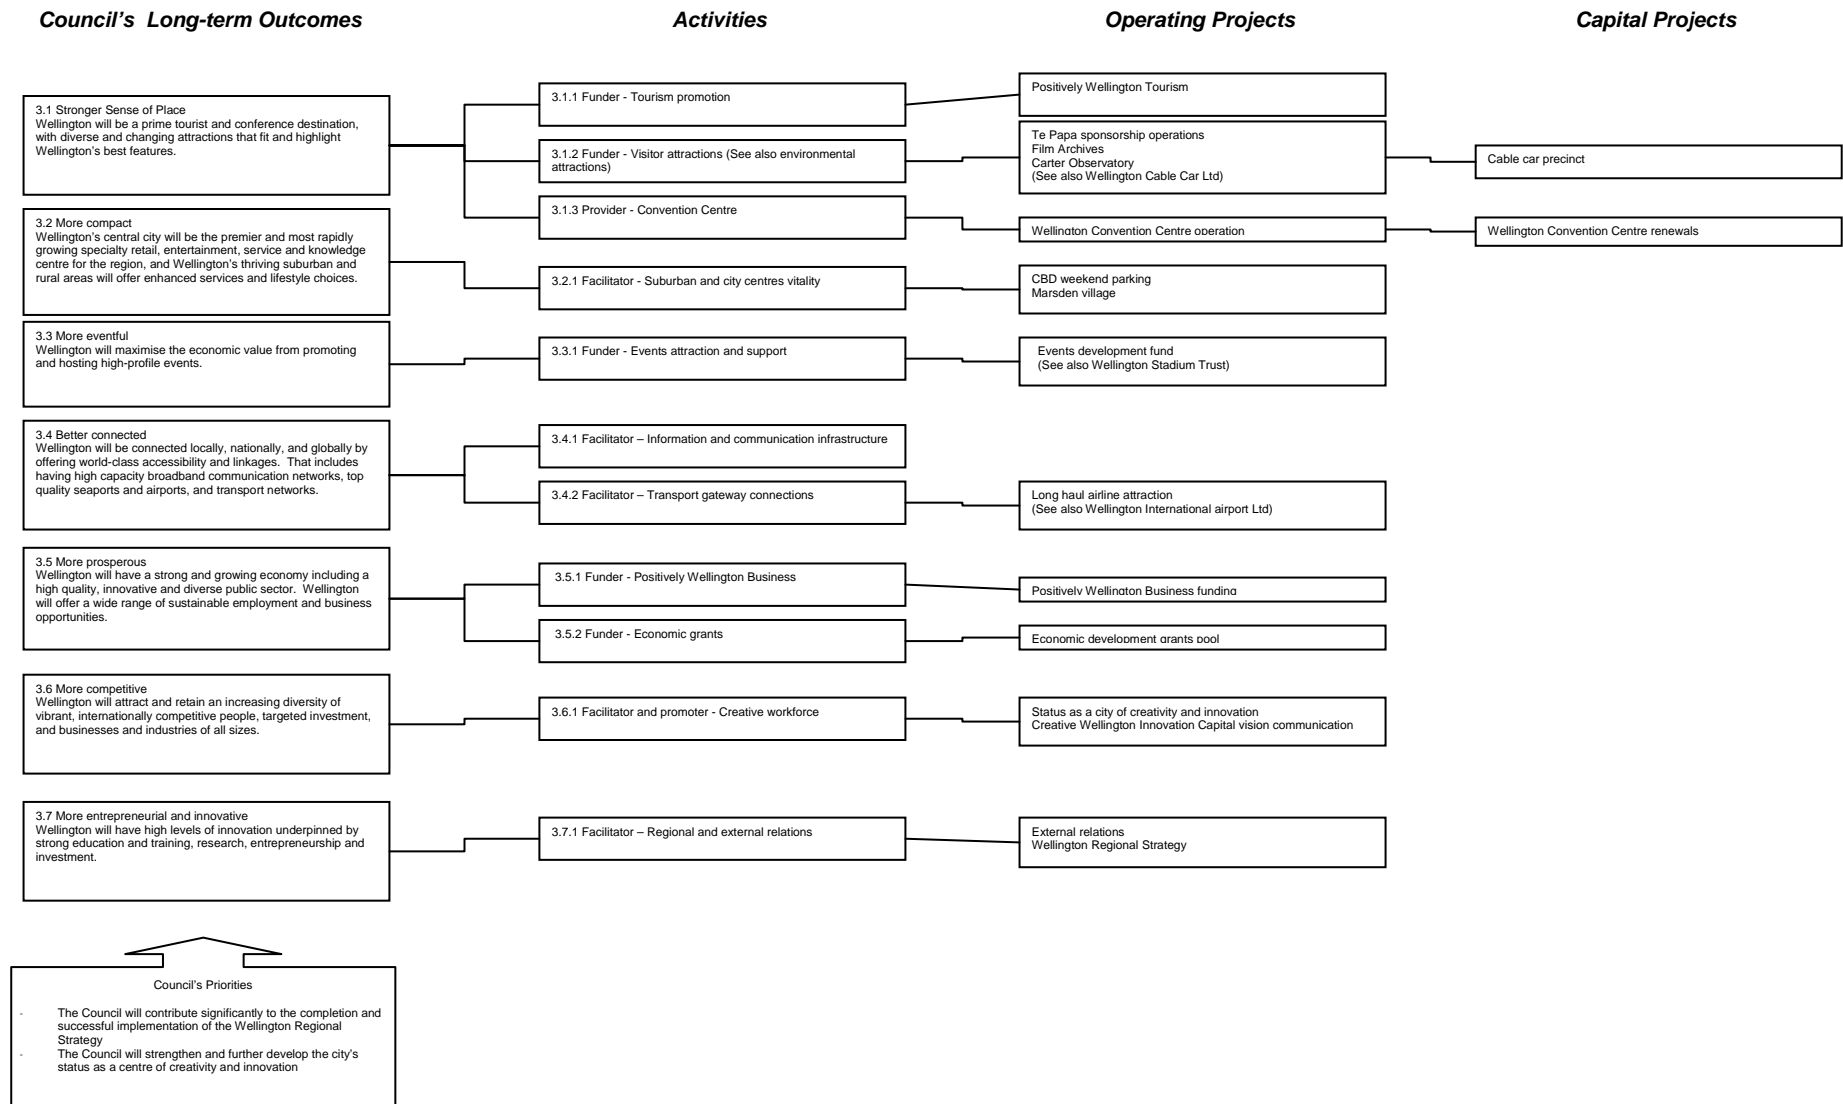 Council's Long-term Outcomes
Activities
Operating Projects
Capital Projects
3.1 Stronger Sense of Place
Wellington will be a prime tourist and conference destination,
with diverse and changing attractions that fit and highlight
Wellington's best features.
3.1.1 Funder - Tourism promotion
Positively Wellington Tourism
3.1.2 Funder - Visitor attractions (See also environmental
attractions)
Te Papa sponsorship operations
Film Archives
Carter Observatory
(See also Wellington Cable Car Ltd)
Cable car precinct
3.1.3 Provider - Convention Centre
Wellington Convention Centre operation
Wellington Convention Centre renewals
3.2 More compact
Wellington's central city will be the premier and most rapidly
growing specialty retail, entertainment, service and knowledge
centre for the region, and Wellington's thriving suburban and
rural areas will offer enhanced services and lifestyle choices.
3.2.1 Facilitator - Suburban and city centres vitality
CBD weekend parking
Marsden village
3.3 More eventful
Wellington will maximise the economic value from promoting
and hosting high-profile events.
3.3.1 Funder - Events attraction and support
Events development fund
(See also Wellington Stadium Trust)
3.4 Better connected
Wellington will be connected locally, nationally, and globally by
offering world-class accessibility and linkages.  That includes
having high capacity broadband communication networks, top
quality seaports and airports, and transport networks.
3.4.1 Facilitator – Information and communication infrastructure
3.4.2 Facilitator – Transport gateway connections
Long haul airline attraction
(See also Wellington International airport Ltd)
3.5 More prosperous
Wellington will have a strong and growing economy including a
high quality, innovative and diverse public sector.  Wellington
will offer a wide range of sustainable employment and business
opportunities.
3.5.1 Funder - Positively Wellington Business
Positively Wellington Business funding
3.5.2 Funder - Economic grants
Economic development grants pool
3.6 More competitive
Wellington will attract and retain an increasing diversity of
vibrant, internationally competitive people, targeted investment,
and businesses and industries of all sizes.
3.6.1 Facilitator and promoter - Creative workforce
Status as a city of creativity and innovation
Creative Wellington Innovation Capital vision communication
3.7 More entrepreneurial and innovative
Wellington will have high levels of innovation underpinned by
strong education and training, research, entrepreneurship and
investment.
3.7.1 Facilitator – Regional and external relations
External relations
Wellington Regional Strategy
Council's Priorities
- The Council will contribute significantly to the completion and
successful implementation of the Wellington Regional
Strategy
- The Council will strengthen and further develop the city's
status as a centre of creativity and innovation